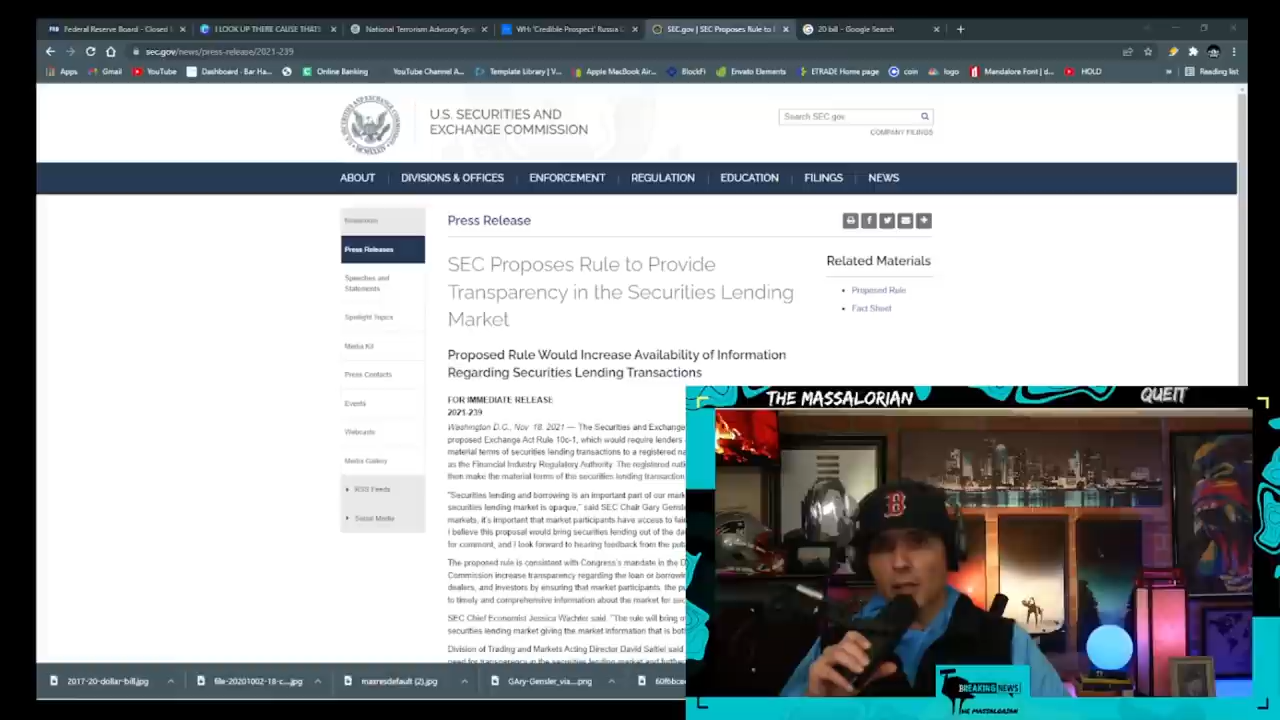 Federal Reserve Board - Closed
I LOOK UP THERE CAUSE THATS
National Terrorism Advisory Sys
WH: 'Credible Prospect' Russia
SEC.gov | SEC Proposes Rule to
20 bill - Google Search
sec.gov/news/press-release/2021-239
Apps
Gmail
YouTube
Dashboard - Bar Ha...
Online Banking
YouTube Channel A...
Template Library | V...
Apple MacBook Air...
BlockFi
Envato Elements
ETRADE Home page
coin
logo
Mandalore Font | d...
HOLD
Reading list
U.S. SECURITIES AND
EXCHANGE COMMISSION
Search SEC.gov
COMPANY FILINGS
ABOUT
DIVISIONS & OFFICES
ENFORCEMENT
REGULATION
EDUCATION
FILINGS
NEWS
Newsroom
Press Releases
Speeches and
Statements
Spotlight Topics
Media Kit
Press Contacts
Events
Webcasts
Media Gallery
RSS Feeds
Social Media
Press Release
SEC Proposes Rule to Provide
Transparency in the Securities Lending
Market
Proposed Rule Would Increase Availability of Information
Regarding Securities Lending Transactions
FOR IMMEDIATE RELEASE
2021-239
Washington D.C., Nov. 18, 2021 — The Securities and Exchange
proposed Exchange Act Rule 10c-1, which would require lenders
material terms of securities lending transactions to a registered
as the Financial Industry Regulatory Authority. The registered
then make the material terms of the securities lending transaction
"Securities lending and borrowing is an important part of our
securities lending market is opaque," said SEC Chair Gary
markets, it's important that market participants have access to
I believe this proposal would bring securities lending out of the
for comment, and I look forward to hearing feedback from the
The proposed rule is consistent with Congress's mandate in the
Commission increase transparency regarding the loan or
dealers, and investors by ensuring that market participants, the
to timely and comprehensive information about the market for
SEC Chief Economist Jessica Wachter said. "The rule will bring
securities lending market giving the market information that is
Division of Trading and Markets Acting Director David Saltiel said
need for transparency in the securities lending market and
Related Materials
Proposed Rule
Fact Sheet
THE MASSALORIAN
QUEIT
B
BREAKING NEWS
THE MASSALORIAN
2017-20-dollar-bill.jpg
file-20201002-18-c....jpg
maxresdefault (2).jpg
GAry-Gensler_via....png